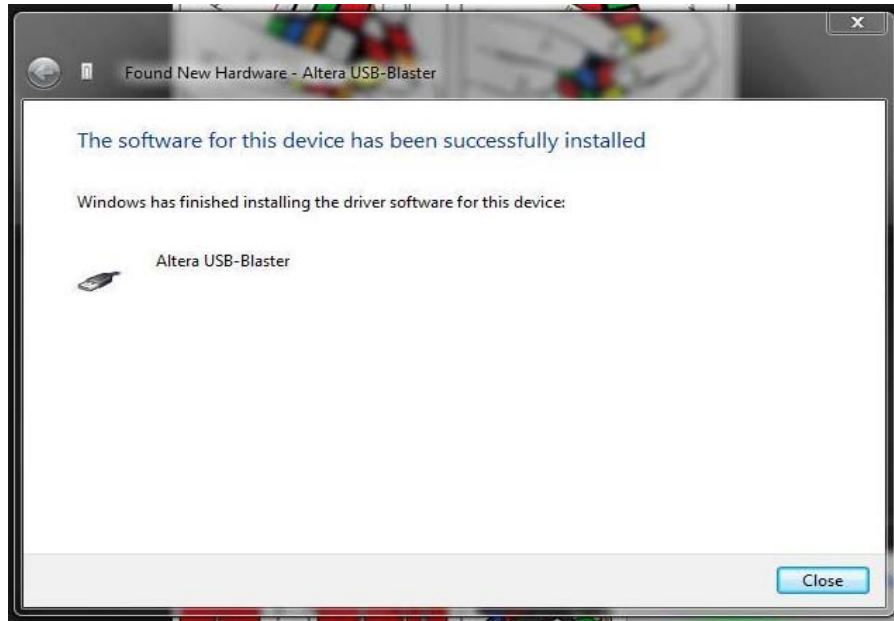 Found New Hardware - Altera USB-Blaster
The software for this device has been successfully installed
Windows has finished installing the driver software for this device:
Altera USB-Blaster
Close